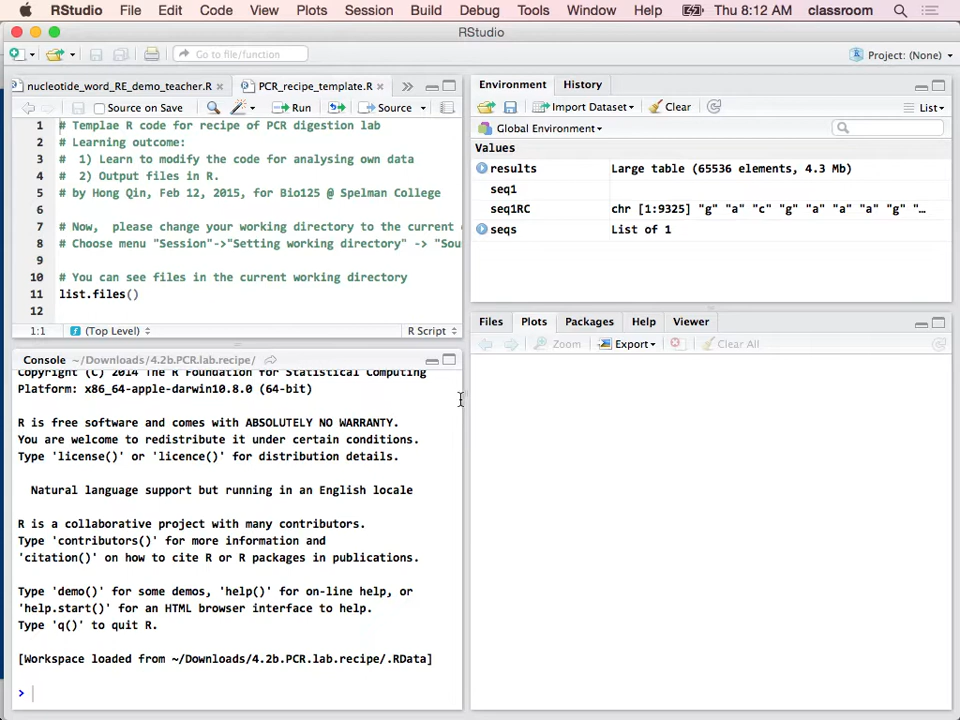 RStudio File Edit Code View Plots Session Build Debug Tools Window Help Thu 8:12 AM classroom
RStudio
Go to file/function Project: (None)
nucleotide_word_RE_demo_teacher.R PCR_recipe_template.R
Source on Save Run Source
1 # Templae R code for recipe of PCR digestion lab
2 # Learning outcome:
3 # 1) Learn to modify the code for analysing own data
4 # 2) Output files in R.
5 # by Hong Qin, Feb 12, 2015, for Bio125 @ Spelman College
6
7 # Now, please change your working directory to the current
8 # Choose menu "Session"->"Setting working directory" -> "Sou
9
10 # You can see files in the current working directory
11 list.files()
12
1:1 (Top Level) R Script
Console ~/Downloads/4.2b.PCR.lab.recipe/
Copyright (C) 2014 The R Foundation for Statistical Computing
Platform: x86_64-apple-darwin10.8.0 (64-bit)
R is free software and comes with ABSOLUTELY NO WARRANTY.
You are welcome to redistribute it under certain conditions.
Type 'license()' or 'licence()' for distribution details.
Natural language support but running in an English locale
R is a collaborative project with many contributors.
Type 'contributors()' for more information and
'citation()' on how to cite R or R packages in publications.
Type 'demo()' for some demos, 'help()' for on-line help, or
'help.start()' for an HTML browser interface to help.
Type 'q()' to quit R.
[Workspace loaded from ~/Downloads/4.2b.PCR.lab.recipe/.RData]
>
Environment History
Import Dataset Clear List
Global Environment
Values
results Large table (65536 elements, 4.3 Mb)
seq1
seq1RC chr [1:9325] "g" "a" "c" "g" "a" "a" "a" "g" "…
seqs List of 1
Files Plots Packages Help Viewer
Zoom Export Clear All